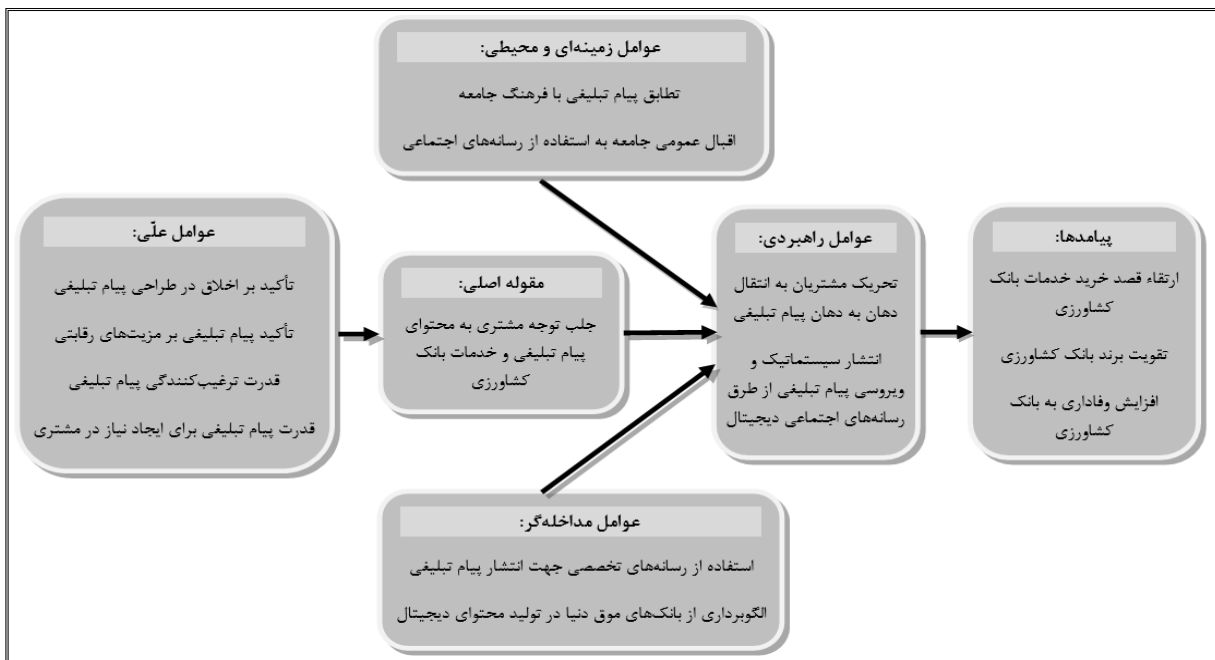 عوامل زمینه‌ای و محیطی:
تطابق پیام تبلیغی با فرهنگ جامعه
اقبال عمومی جامعه به استفاده از رسانه‌های اجتماعی
عوامل علّی:
تأکید بر اخلاق در طراحی پیام تبلیغی
تأکید پیام تبلیغی بر مزیت‌های رقابتی
قدرت ترغیب‌کنندگی پیام تبلیغی
قدرت پیام تبلیغی برای ایجاد نیاز در مشتری
مقوله اصلی:
جلب توجه مشتری به محتوای
پیام تبلیغی و خدمات بانک
کشاورزی
عوامل راهبردی:
تحریک مشتریان به انتقال
دهان به دهان پیام تبلیغی
انتشار سیستماتیک و
ویروسی پیام تبلیغی از طرق
رسانه‌های اجتماعی دیجیتال
پیامدها:
ارتقاء قصد خرید خدمات بانک
کشاورزی
تقویت برند بانک کشاورزی
افزایش وفاداری به بانک
کشاورزی
عوامل مداخله‌گر:
استفاده از رسانه‌های تخصصی جهت انتشار پیام تبلیغی
الگوبرداری از بانک‌های موق دنیا در تولید محتوای دیجیتال